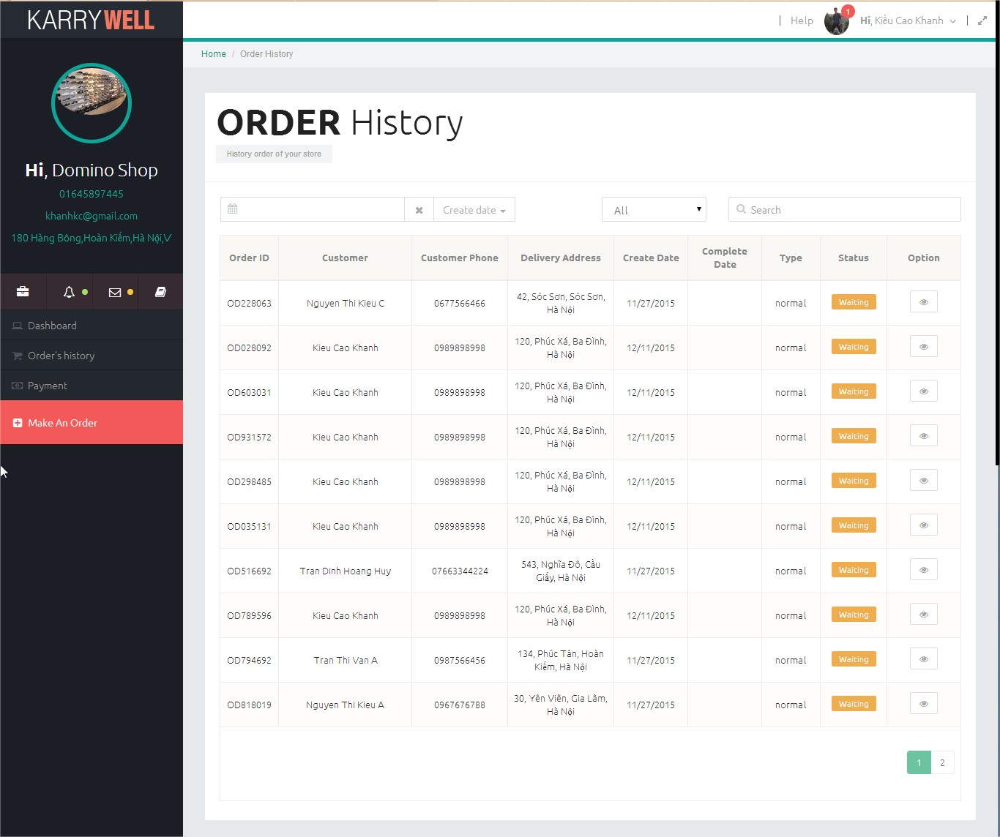 KARRYWELL
Help
1
Hi, Kiều Cao Khanh
Home / Order History
Hi, Domino Shop
01645897445
khanhkc@gmail.com
180 Hàng Bông,Hoàn Kiếm,Hà Nội,V
Dashboard
Order's history
Payment
Make An Order
ORDER History
History order of your store
Create date
All
Search
Order ID Customer Customer Phone Delivery Address Create Date Complete Date Type Status Option
OD228063 Nguyen Thi Kieu C 0677566466 42, Sóc Sơn, Sóc Sơn, Hà Nội 11/27/2015 normal Waiting
OD028092 Kieu Cao Khanh 0989898998 120, Phúc Xá, Ba Đình, Hà Nội 12/11/2015 normal Waiting
OD603031 Kieu Cao Khanh 0989898998 120, Phúc Xá, Ba Đình, Hà Nội 12/11/2015 normal Waiting
OD931572 Kieu Cao Khanh 0989898998 120, Phúc Xá, Ba Đình, Hà Nội 12/11/2015 normal Waiting
OD298485 Kieu Cao Khanh 0989898998 120, Phúc Xá, Ba Đình, Hà Nội 12/11/2015 normal Waiting
OD035131 Kieu Cao Khanh 0989898998 120, Phúc Xá, Ba Đình, Hà Nội 12/11/2015 normal Waiting
OD516692 Tran Dinh Hoang Huy 07663344224 543, Nghĩa Đô, Cầu Giấy, Hà Nội 11/27/2015 normal Waiting
OD789596 Kieu Cao Khanh 0989898998 120, Phúc Xá, Ba Đình, Hà Nội 12/11/2015 normal Waiting
OD794692 Tran Thi Van A 0987566456 134, Phúc Tân, Hoàn Kiếm, Hà Nội 11/27/2015 normal Waiting
OD818019 Nguyen Thi Kieu A 0967676788 30, Yên Viên, Gia Lâm, Hà Nội 11/27/2015 normal Waiting
1 2